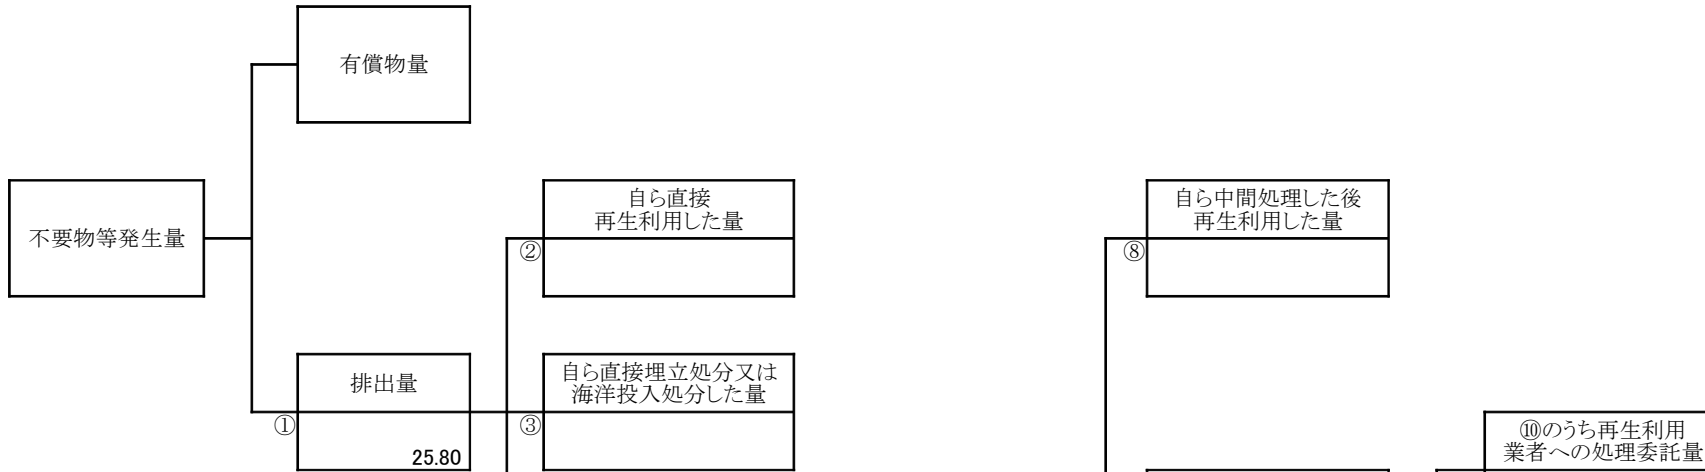 有償物量
不要物等発生量
自ら直接
再生利用した量
②
自ら中間処理した後
再生利用した量
⑧
排出量
①
25.80
自ら直接埋立処分又は
海洋投入処分した量
③
⑩のうち再生利用
業者への処理委託量